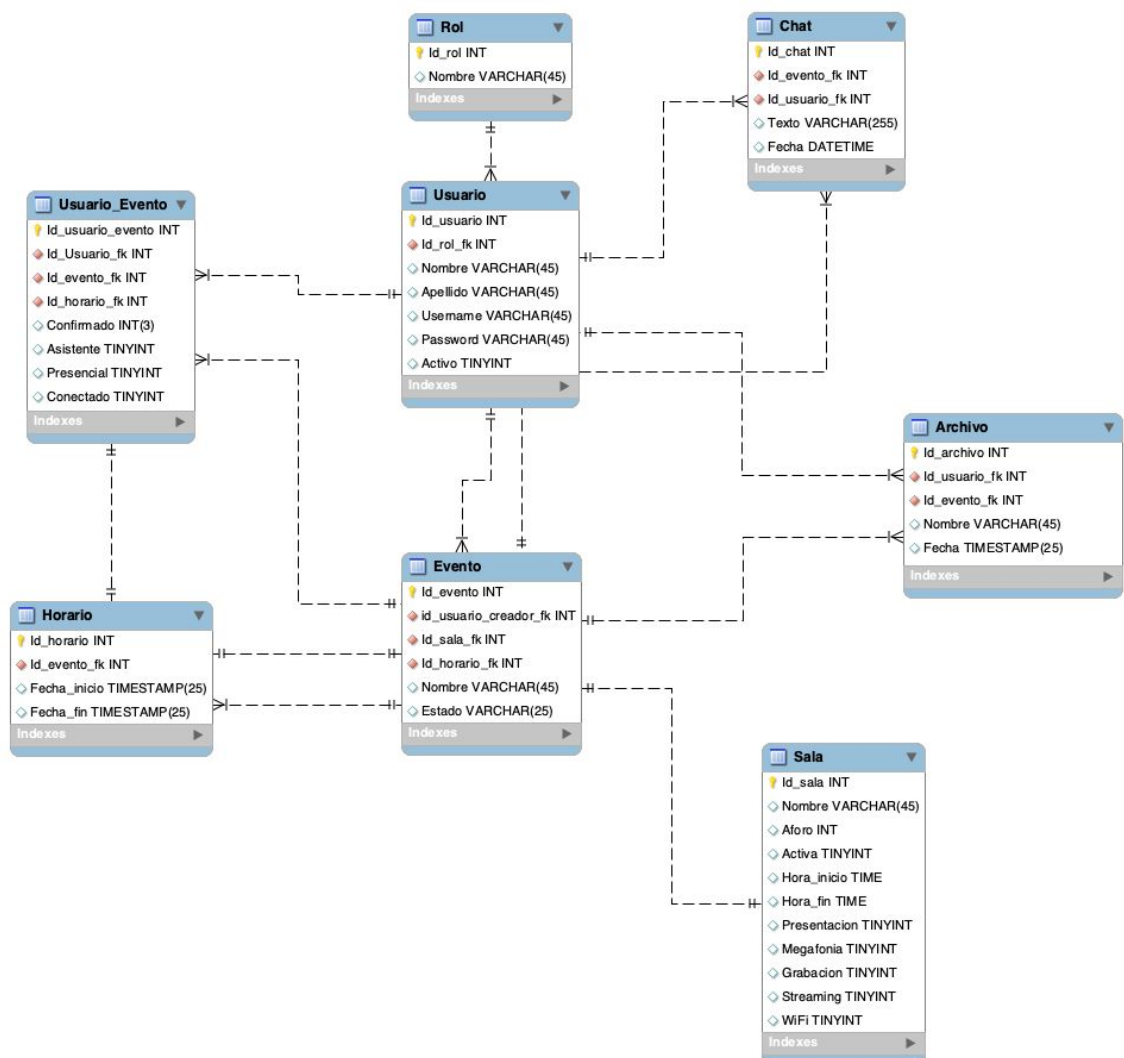 Rol
Id_rol INT
Nombre VARCHAR(45)
Indexes
Chat
Id_chat INT
Id_evento_fk INT
Id_usuario_fk INT
Texto VARCHAR(255)
Fecha DATETIME
Indexes
Usuario_Evento
Id_usuario_evento INT
Id_Usuario_fk INT
Id_evento_fk INT
Id_horario_fk INT
Confirmado INT(3)
Asistente TINYINT
Presencial TINYINT
Conectado TINYINT
Indexes
Usuario
Id_usuario INT
Id_rol_fk INT
Nombre VARCHAR(45)
Apellido VARCHAR(45)
Username VARCHAR(45)
Password VARCHAR(45)
Activo TINYINT
Indexes
Archivo
Id_archivo INT
Id_usuario_fk INT
Id_evento_fk INT
Nombre VARCHAR(45)
Fecha TIMESTAMP(25)
Indexes
Horario
Id_horario INT
Id_evento_fk INT
Fecha_inicio TIMESTAMP(25)
Fecha_fin TIMESTAMP(25)
Indexes
Evento
Id_evento INT
id_usuario_creador_fk INT
Id_sala_fk INT
Id_horario_fk INT
Nombre VARCHAR(45)
Estado VARCHAR(25)
Indexes
Sala
Id_sala INT
Nombre VARCHAR(45)
Aforo INT
Activa TINYINT
Hora_inicio TIME
Hora_fin TIME
Presentacion TINYINT
Megafonia TINYINT
Grabacion TINYINT
Streaming TINYINT
WiFi TINYINT
Indexes